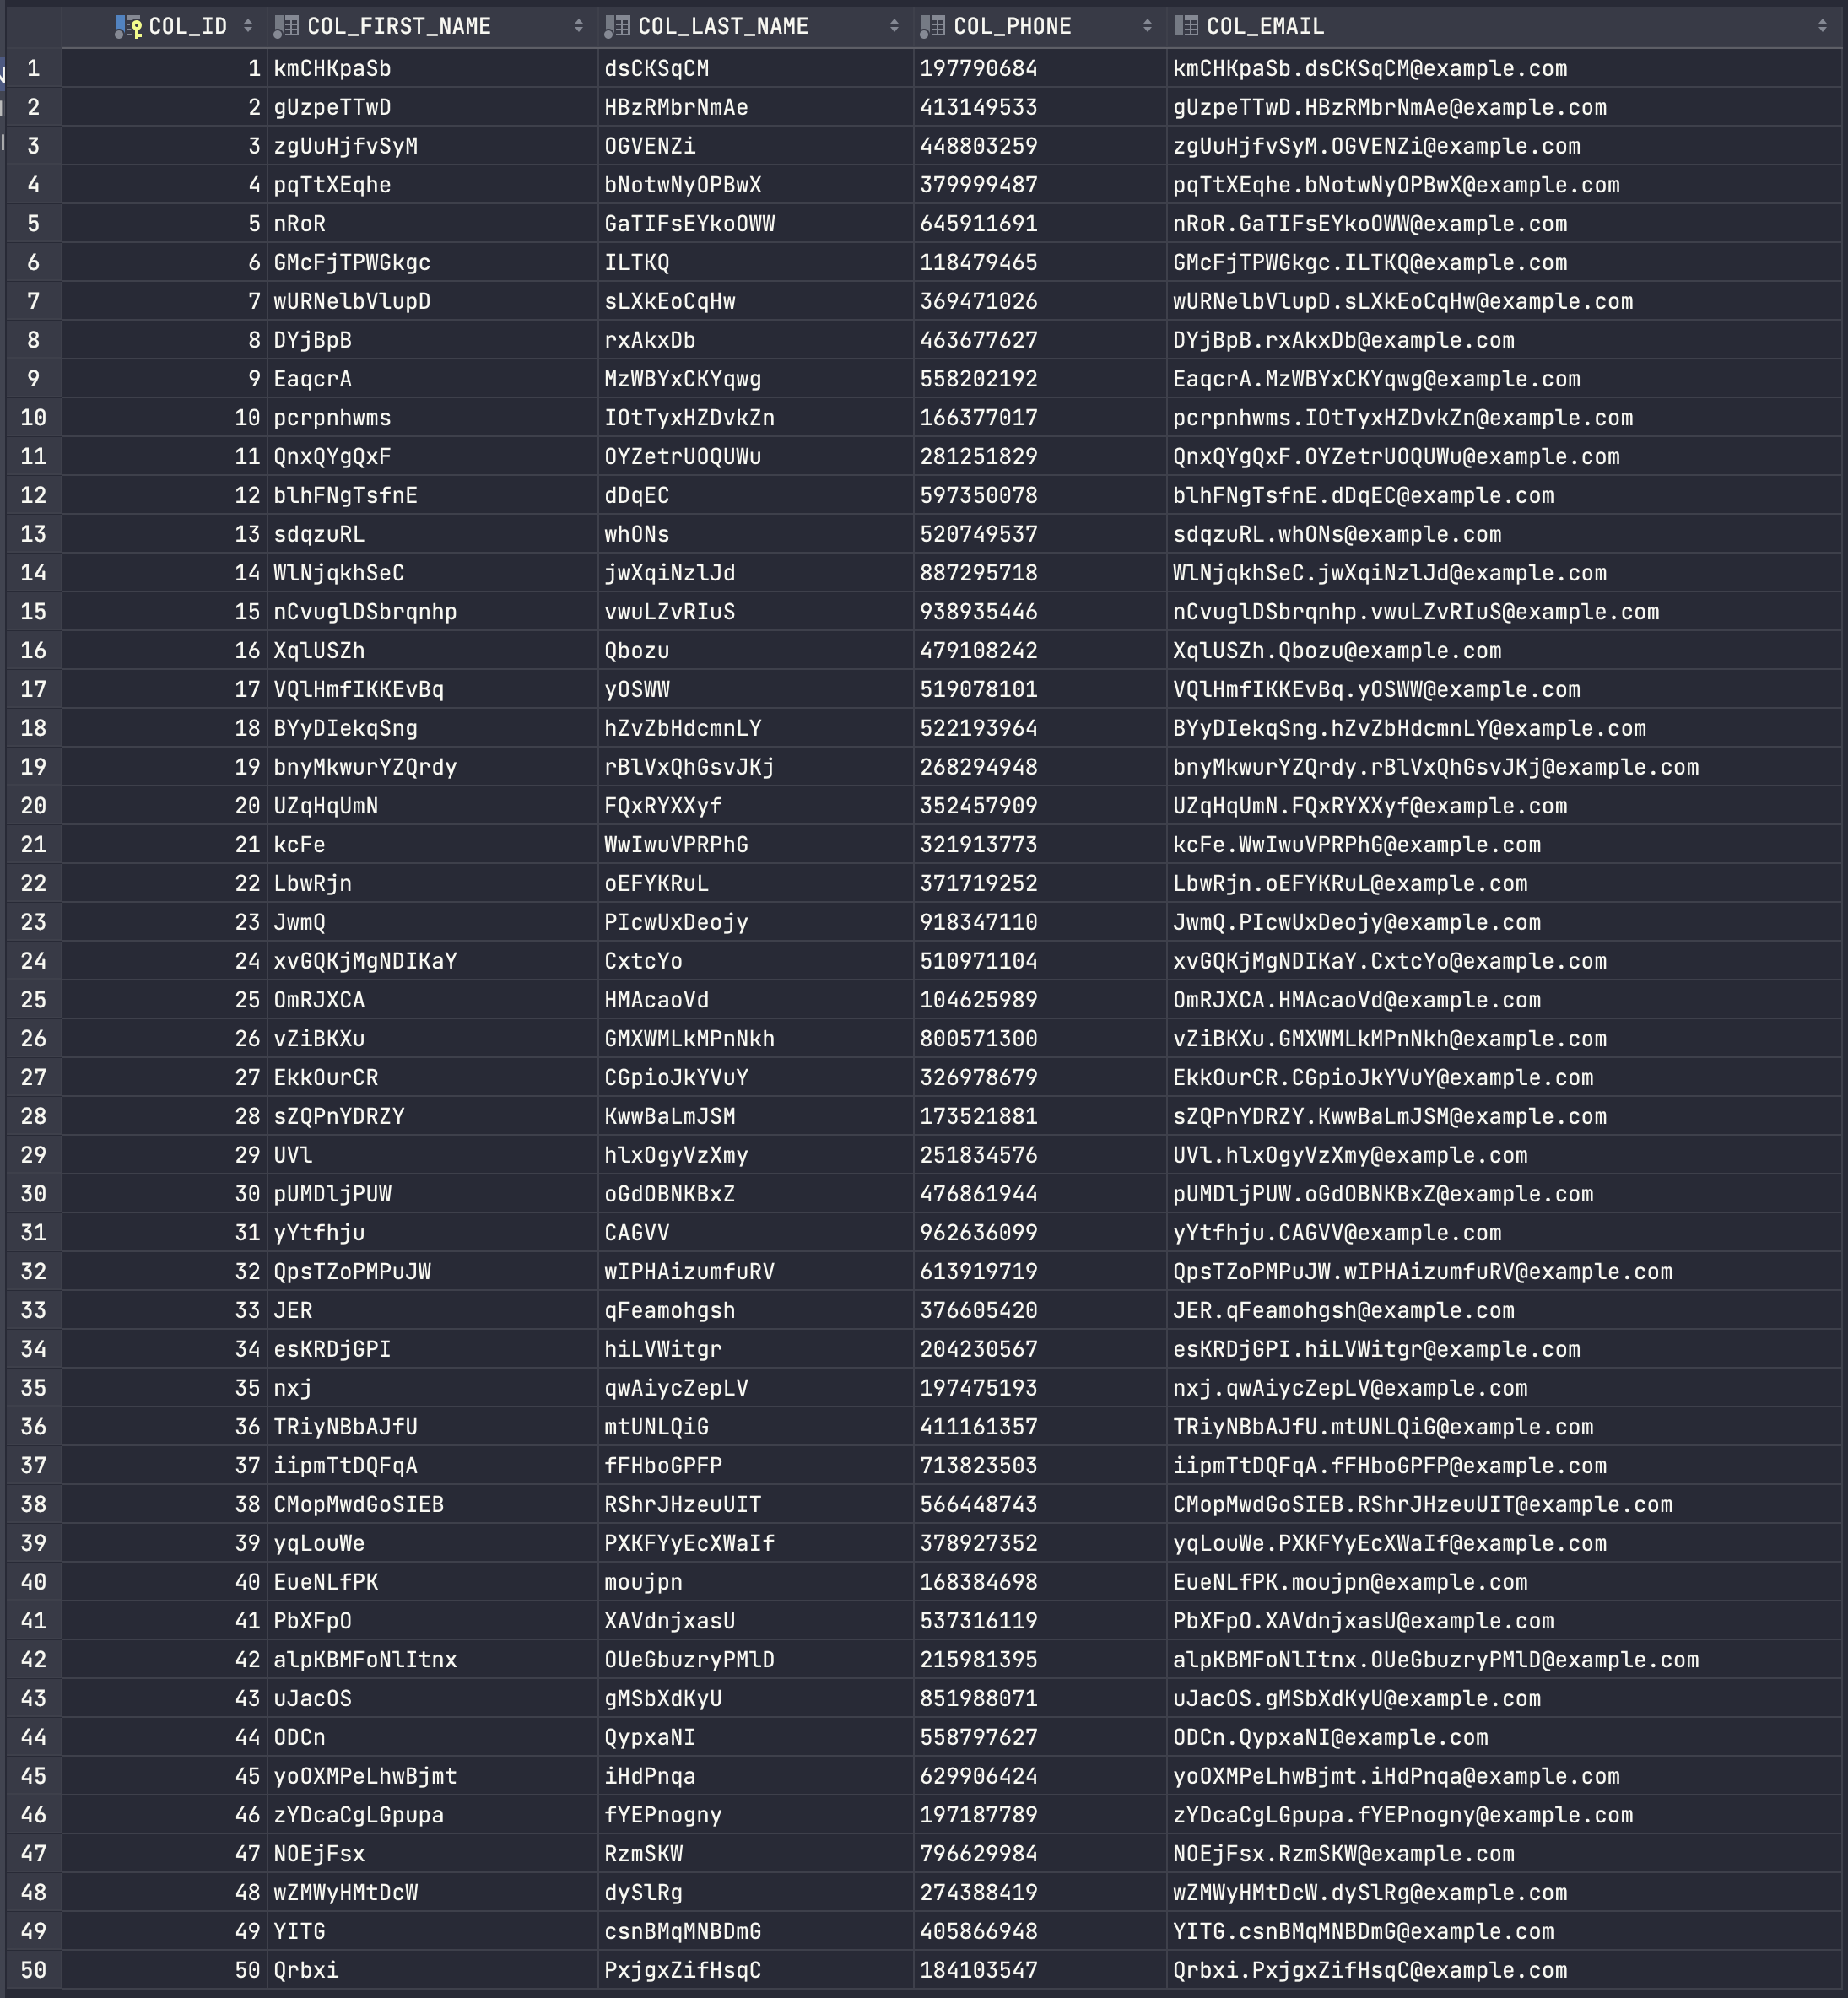 COL_ID COL_FIRST_NAME COL_LAST_NAME COL_PHONE COL_EMAIL
1 1 kmCHKpaSb dsCKSqCM 197790684 kmCHKpaSb.dsCKSqCM@example.com
2 2 gUzpeTTwD HBzRMbrNmAe 413149533 gUzpeTTwD.HBzRMbrNmAe@example.com
3 3 zgUuHjfvSyM OGVENZi 448803259 zgUuHjfvSyM.OGVENZi@example.com
4 4 pqTtXEqhe bNotwNyOPBwX 379999487 pqTtXEqhe.bNotwNyOPBwX@example.com
5 5 nRoR GaTIFsEYkoOWW 645911691 nRoR.GaTIFsEYkoOWW@example.com
6 6 GMcFjTPWGkgc ILTKQ 118479465 GMcFjTPWGkgc.ILTKQ@example.com
7 7 wURNelbVlupD sLXkEoCqHw 369471026 wURNelbVlupD.sLXkEoCqHw@example.com
8 8 DYjBpB rxAkxDb 463677627 DYjBpB.rxAkxDb@example.com
9 9 EaqcrA MzWBYxCKYqwg 558202192 EaqcrA.MzWBYxCKYqwg@example.com
10 10 pcrpnhwms IOtTyxHZDvkZn 166377017 pcrpnhwms.IOtTyxHZDvkZn@example.com
11 11 QnxQYgQxF OYZetrUOQUWu 281251829 QnxQYgQxF.OYZetrUOQUWu@example.com
12 12 blhFNgTsfnE dDqEC 597350078 blhFNgTsfnE.dDqEC@example.com
13 13 sdqzuRL whONs 520749537 sdqzuRL.whONs@example.com
14 14 WlNjqkhSeC jwXqiNzlJd 887295718 WlNjqkhSeC.jwXqiNzlJd@example.com
15 15 nCvuglDSbrqnhp vwuLZvRIuS 938935446 nCvuglDSbrqnhp.vwuLZvRIuS@example.com
16 16 XqlUSZh Qbozu 479108242 XqlUSZh.Qbozu@example.com
17 17 VQlHmfIKKEvBq yOSWW 519078101 VQlHmfIKKEvBq.yOSWW@example.com
18 18 BYyDIekqSng hZvZbHdcmnLY 522193964 BYyDIekqSng.hZvZbHdcmnLY@example.com
19 19 bnyMkwurYZQrdy rBlVxQhGsvJKj 268294948 bnyMkwurYZQrdy.rBlVxQhGsvJKj@example.com
20 20 UZqHqUmN FQxRYXXyf 352457909 UZqHqUmN.FQxRYXXyf@example.com
21 21 kcFe WwIwuVPRPhG 321913773 kcFe.WwIwuVPRPhG@example.com
22 22 LbwRjn oEFYKRuL 371719252 LbwRjn.oEFYKRuL@example.com
23 23 JwmQ PIcwUxDeojy 918347110 JwmQ.PIcwUxDeojy@example.com
24 24 xvGQKjMgNDIKaY CxtcYo 510971104 xvGQKjMgNDIKaY.CxtcYo@example.com
25 25 OmRJXCA HMAcaoVd 104625989 OmRJXCA.HMAcaoVd@example.com
26 26 vZiBKXu GMXWMLkMPnNkh 800571300 vZiBKXu.GMXWMLkMPnNkh@example.com
27 27 EkkOurCR CGpioJkYVuY 326978679 EkkOurCR.CGpioJkYVuY@example.com
28 28 sZQPnYDRZY KwwBaLmJSM 173521881 sZQPnYDRZY.KwwBaLmJSM@example.com
29 29 UVl hlxOgyVzXmy 251834576 UVl.hlxOgyVzXmy@example.com
30 30 pUMDljPUW oGdOBNKBxZ 476861944 pUMDljPUW.oGdOBNKBxZ@example.com
31 31 yYtfhju CAGVV 962636099 yYtfhju.CAGVV@example.com
32 32 QpsTZoPMPuJW wIPHAizumfuRV 613919719 QpsTZoPMPuJW.wIPHAizumfuRV@example.com
33 33 JER qFeamohgsh 376605420 JER.qFeamohgsh@example.com
34 34 esKRDjGPI hiLVWitgr 204230567 esKRDjGPI.hiLVWitgr@example.com
35 35 nxj qwAiycZepLV 197475193 nxj.qwAiycZepLV@example.com
36 36 TRiyNBbAJfU mtUNLQiG 411161357 TRiyNBbAJfU.mtUNLQiG@example.com
37 37 iipmTtDQFqA fFHboGPFP 713823503 iipmTtDQFqA.fFHboGPFP@example.com
38 38 CMopMwdGoSIEB RShrJHzeuUIT 566448743 CMopMwdGoSIEB.RShrJHzeuUIT@example.com
39 39 yqLouWe PXKFYyEcXWaIf 378927352 yqLouWe.PXKFYyEcXWaIf@example.com
40 40 EueNLfPK moujpn 168384698 EueNLfPK.moujpn@example.com
41 41 PbXFpO XAVdnjxasU 537316119 PbXFpO.XAVdnjxasU@example.com
42 42 alpKBMFoNlItnx OUeGbuzryPMlD 215981395 alpKBMFoNlItnx.OUeGbuzryPMlD@example.com
43 43 uJacOS gMSbXdKyU 851988071 uJacOS.gMSbXdKyU@example.com
44 44 ODCn QypxaNI 558797627 ODCn.QypxaNI@example.com
45 45 yoOXMPeLhwBjmt iHdPnqa 629906424 yoOXMPeLhwBjmt.iHdPnqa@example.com
46 46 zYDcaCgLGpupa fYEPnogny 197187789 zYDcaCgLGpupa.fYEPnogny@example.com
47 47 NOEjFsx RzmSKW 796629984 NOEjFsx.RzmSKW@example.com
48 48 wZMWyHMtDcW dySlRg 274388419 wZMWyHMtDcW.dySlRg@example.com
49 49 YITG csnBMqMNBDmG 405866948 YITG.csnBMqMNBDmG@example.com
50 50 Qrbxi PxjgxZifHsqC 184103547 Qrbxi.PxjgxZifHsqC@example.com